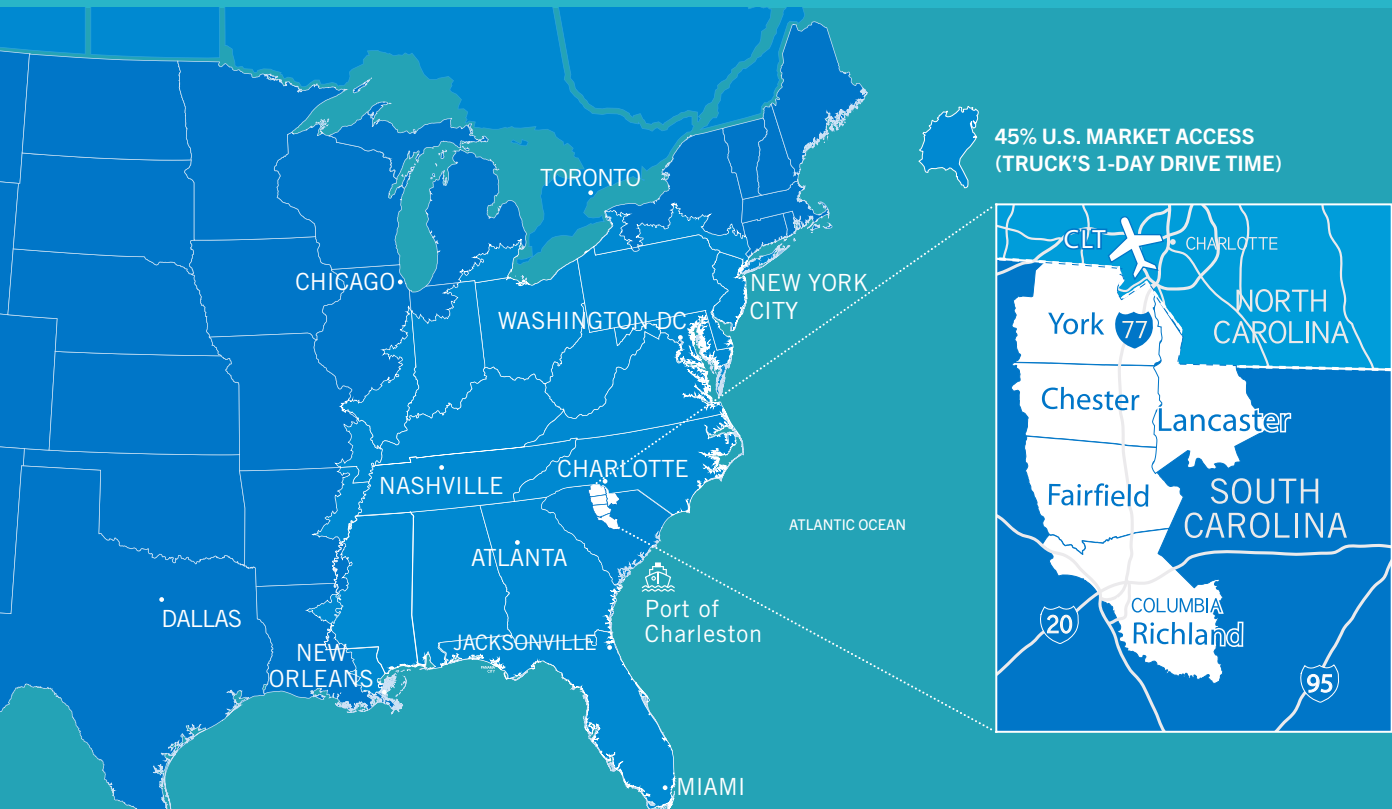 TORONTO
CHICAGO
NEW YORK
CITY
WASHINGTON DC
CHARLOTTE
NASHVILLE
ATLANTA
ATLANTIC OCEAN
DALLAS
Port of
Charleston
JACKSONVILLE
NEW
ORLEANS
MIAMI
45% U.S. MARKET ACCESS
(TRUCK'S 1-DAY DRIVE TIME)
CLT
CHARLOTTE
NORTH
CAROLINA
York
77
Chester
Lancaster
Fairfield
SOUTH
CAROLINA
COLUMBIA
Richland
20
95